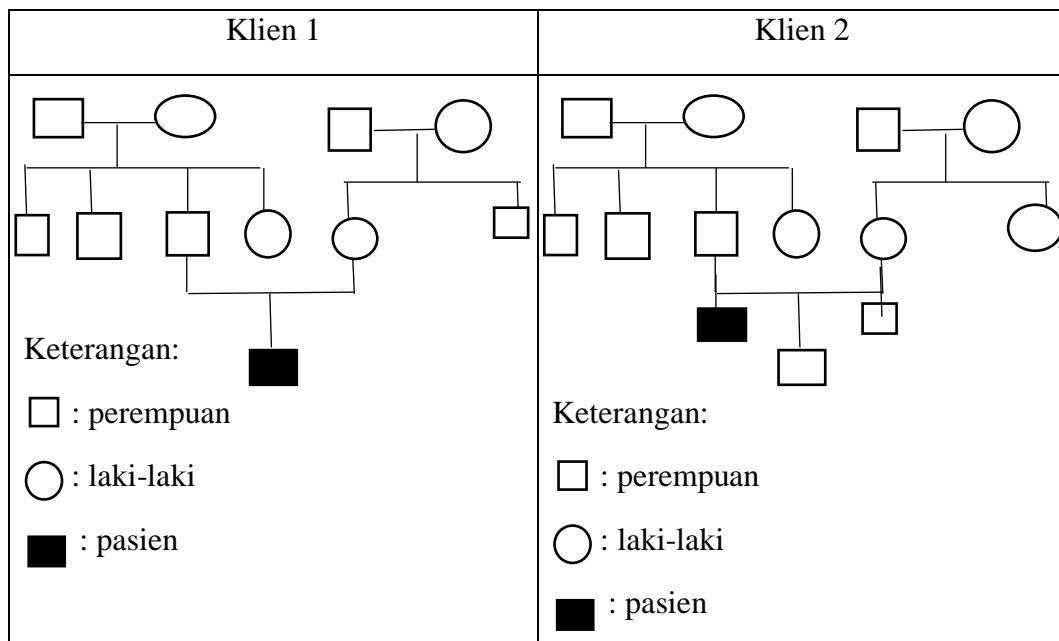 Klien 1
Klien 2
Keterangan:
: perempuan
: laki-laki
: pasien
Keterangan:
: perempuan
: laki-laki
: pasien